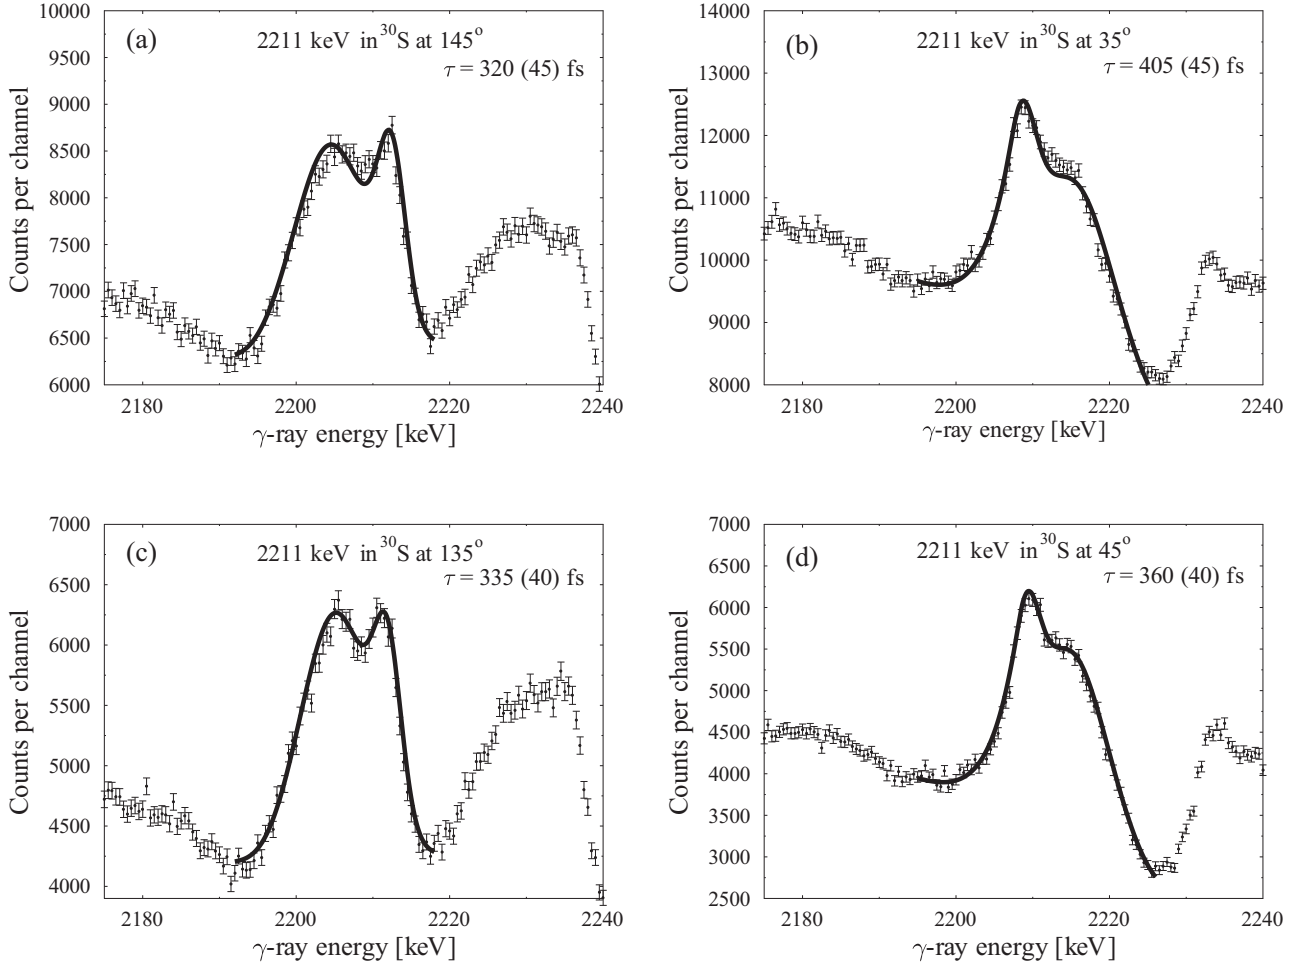 10000
9500
9000
8500
8000
7500
7000
6500
6000
Counts per channel
(a)
2211 keV in ³⁰S at 145°
τ = 320 (45) fs
2180 2200 2220 2240
γ-ray energy [keV]
14000
13000
12000
11000
10000
9000
8000
Counts per channel
(b)
2211 keV in ³⁰S at 35°
τ = 405 (45) fs
2180 2200 2220 2240
γ-ray energy [keV]
7000
6500
6000
5500
5000
4500
4000
Counts per channel
(c)
2211 keV in ³⁰S at 135°
τ = 335 (40) fs
2180 2200 2220 2240
γ-ray energy [keV]
7000
6500
6000
5500
5000
4500
4000
3500
3000
2500
Counts per channel
(d)
2211 keV in ³⁰S at 45°
τ = 360 (40) fs
2180 2200 2220 2240
γ-ray energy [keV]